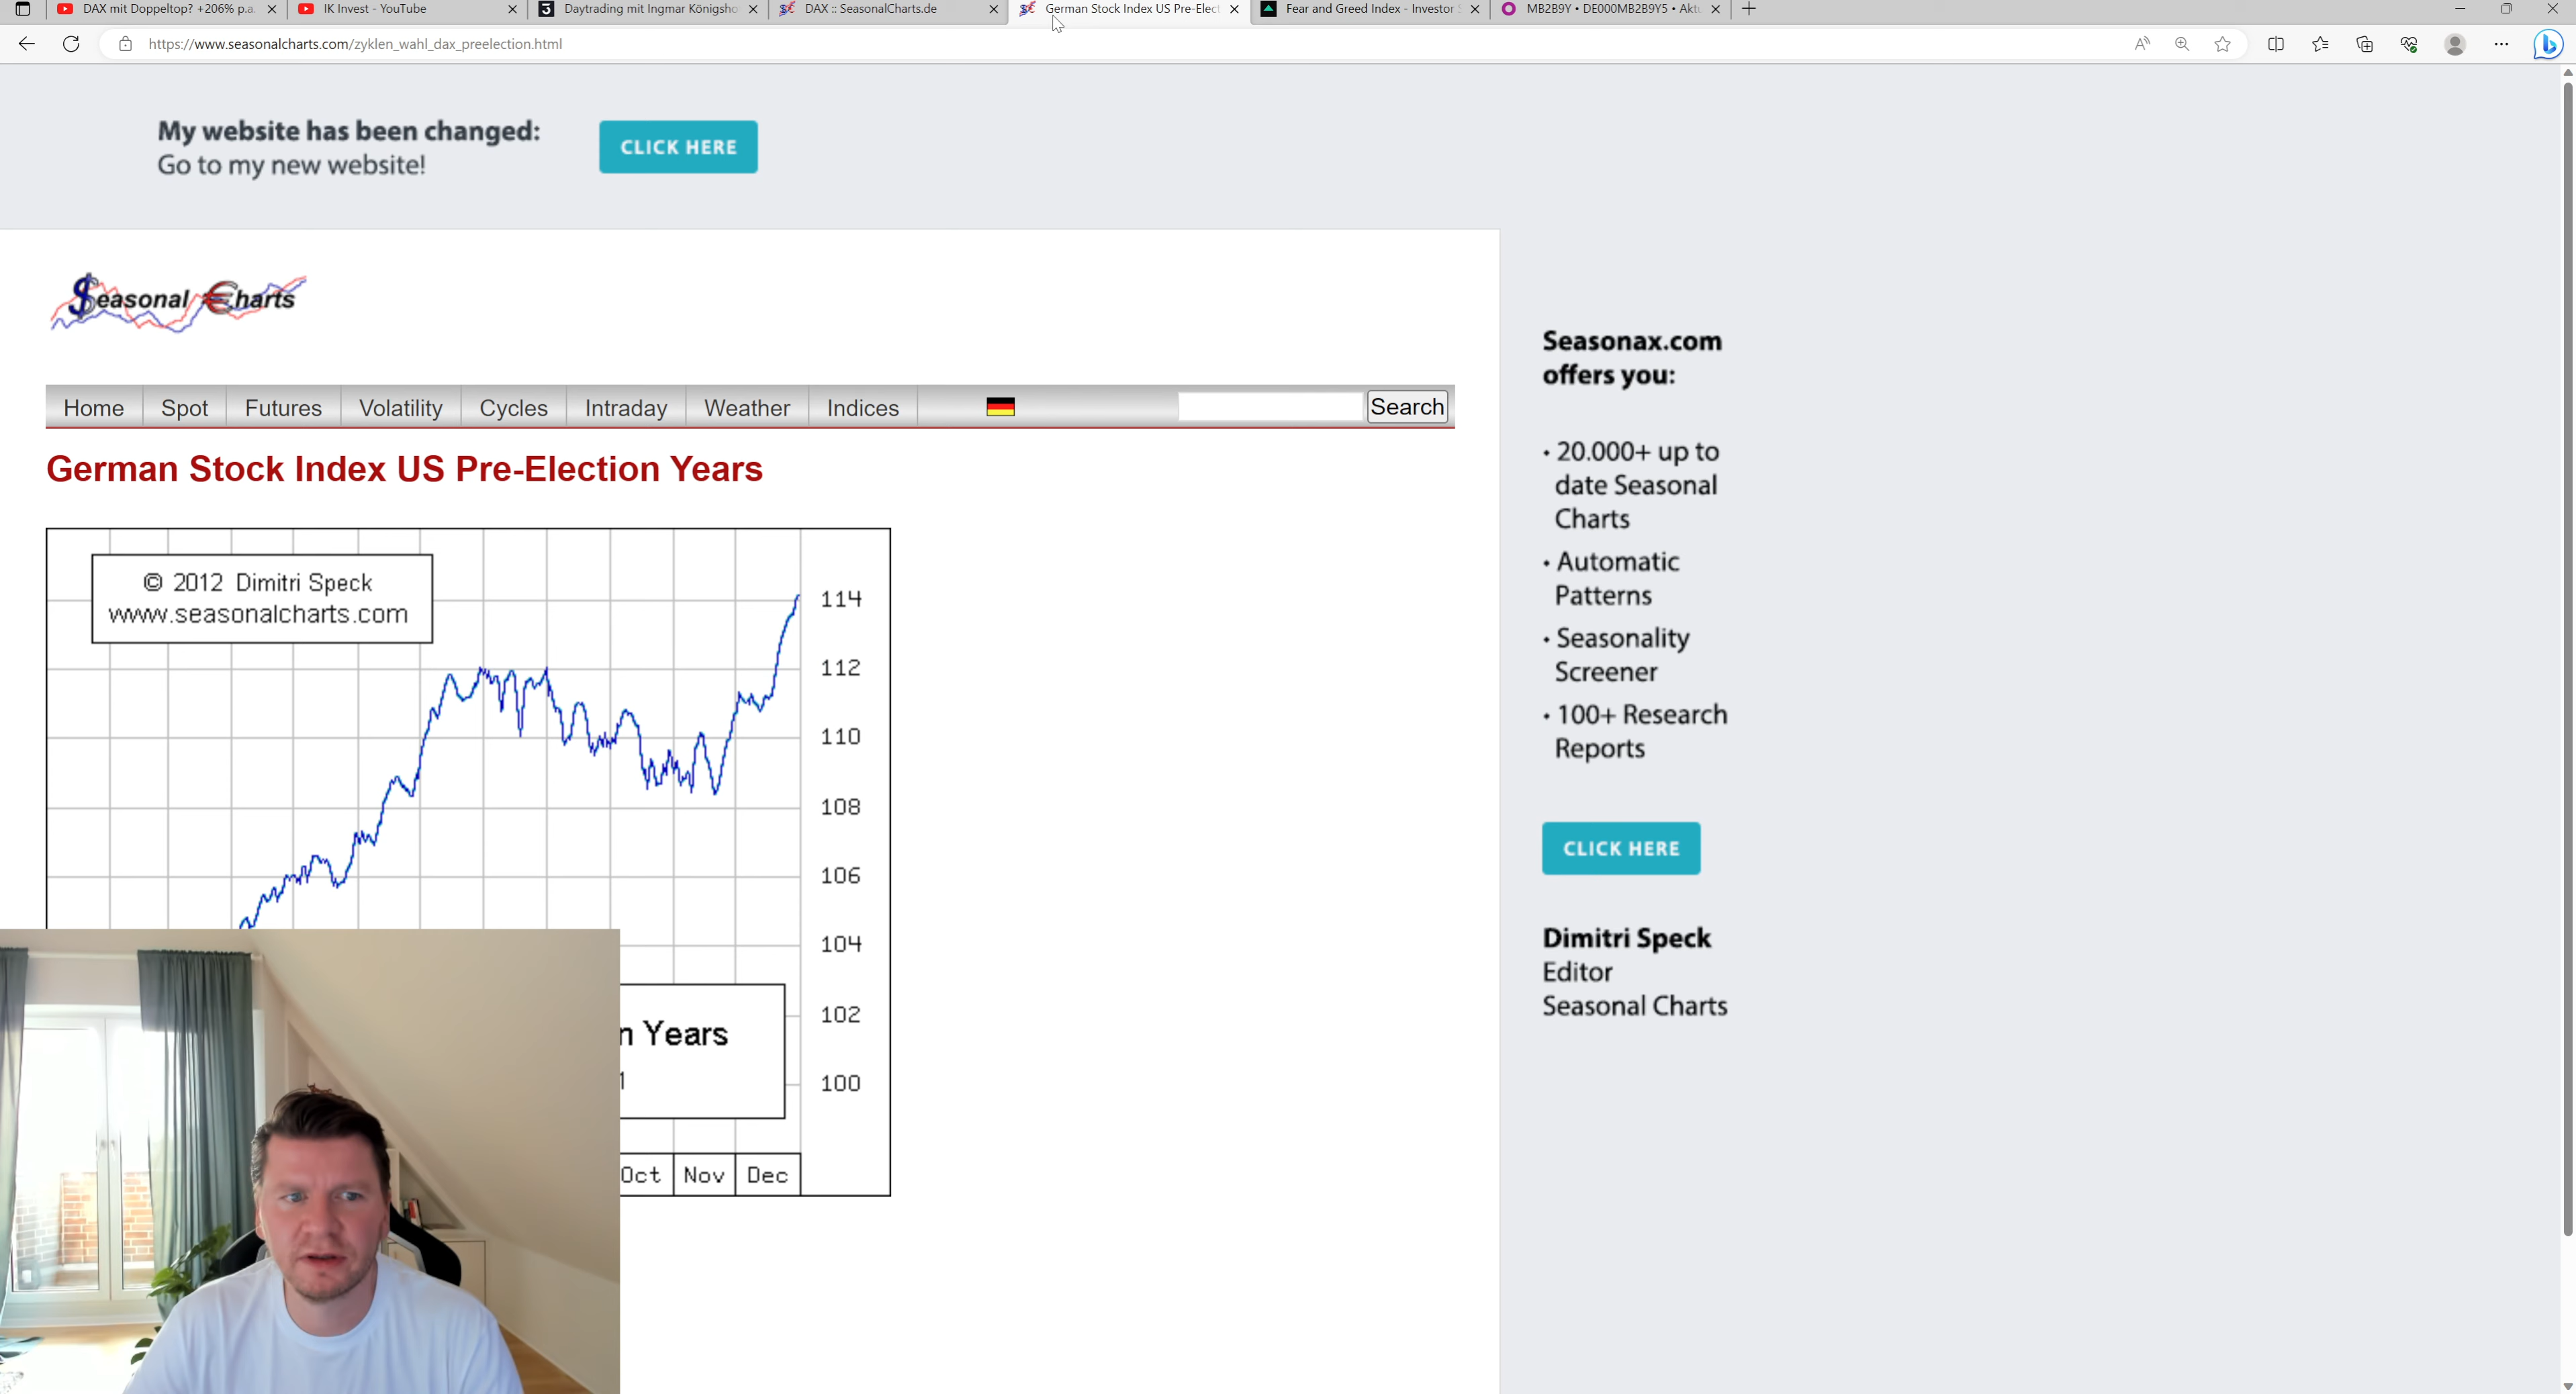 DAX mit Doppeltop? +206% p.a.
IK Invest - YouTube
Daytrading mit Ingmar Königsho
DAX :: SeasonalCharts.de
German Stock Index US Pre-Elect
Fear and Greed Index - Investor S
MB2B9Y • DE000MB2B9Y5 • Akt
https://www.seasonalcharts.com/zyklen_wahl_dax_preelection.html
My website has been changed:
Go to my new website!
CLICK HERE
$easonal €harts
Home Spot Futures Volatility Cycles Intraday Weather Indices
Search
German Stock Index US Pre-Election Years
© 2012 Dimitri Speck
www.seasonalcharts.com
114
112
110
108
106
104
102
100
n Years
Oct Nov Dec
Seasonax.com
offers you:
• 20.000+ up to
date Seasonal
Charts
• Automatic
Patterns
• Seasonality
Screener
• 100+ Research
Reports
CLICK HERE
Dimitri Speck
Editor
Seasonal Charts